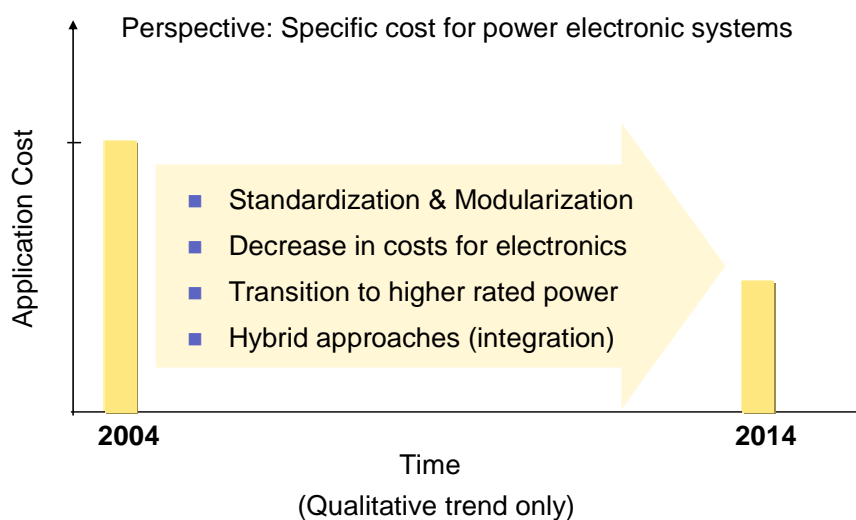 Perspective: Specific cost for power electronic systems
Application Cost
Standardization & Modularization
Decrease in costs for electronics
Transition to higher rated power
Hybrid approaches (integration)
2004
2014
Time
(Qualitative trend only)